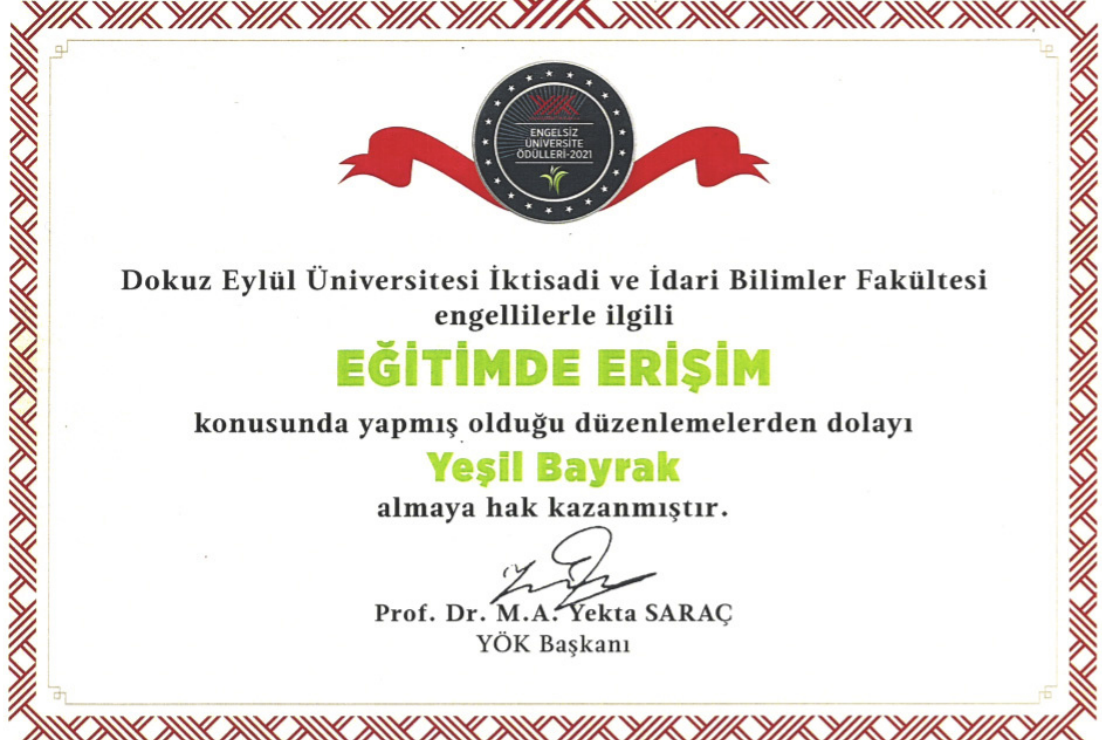 ENGELSİZ
ÜNİVERSİTE
ÖDÜLLERİ-2021
Dokuz Eylül Üniversitesi İktisadi ve İdari Bilimler Fakültesi
engellilerle ilgili
EĞİTİMDE ERİŞİM
konusunda yapmış olduğu düzenlemelerden dolayı
Yeşil Bayrak
almaya hak kazanmıştır.
Prof. Dr. M.A. Yekta SARAÇ
YÖK Başkanı